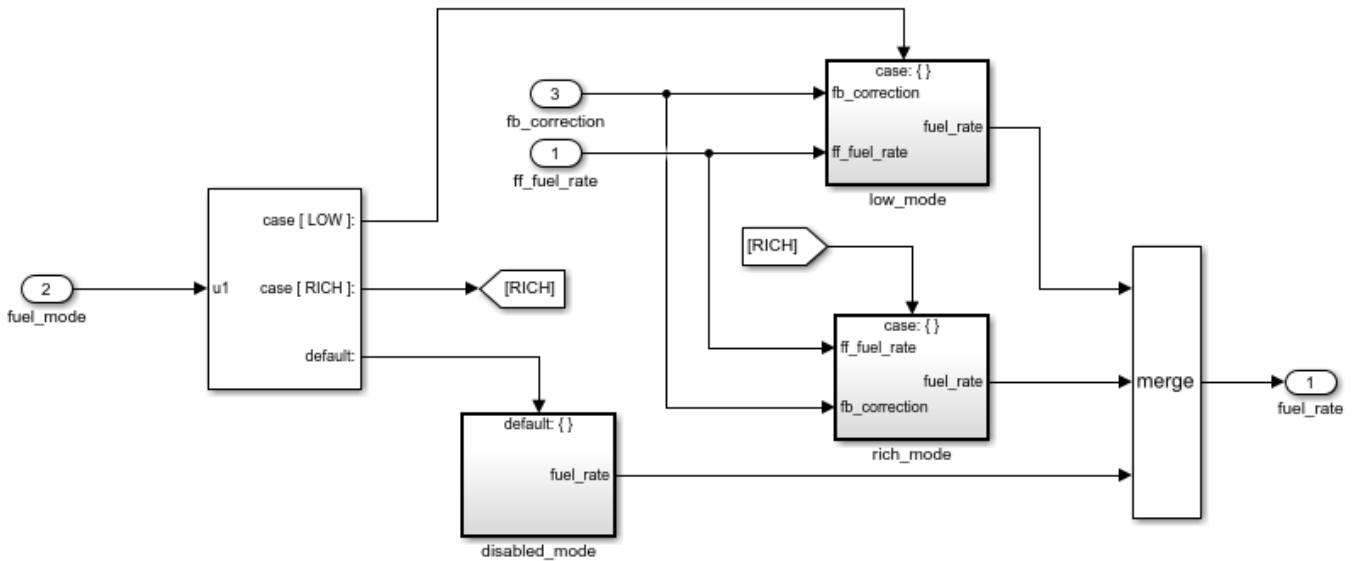 case: { }
3
fb_correction
fb_correction
fuel_rate
1
ff_fuel_rate
ff_fuel_rate
low_mode
case [ LOW ]:
[RICH]
2
fuel_mode
u1
case [ RICH ]:
[RICH]
case: { }
ff_fuel_rate
fuel_rate
fb_correction
rich_mode
default:
merge
1
fuel_rate
default: { }
fuel_rate
disabled_mode